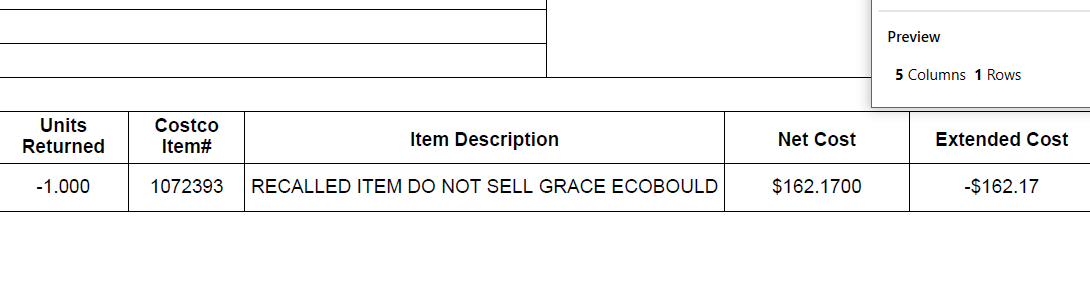 Preview
5 Columns 1 Rows
Units Returned Costco Item# Item Description Net Cost Extended Cost
-1.000 1072393 RECALLED ITEM DO NOT SELL GRACE ECOBOULD $162.1700 -$162.17